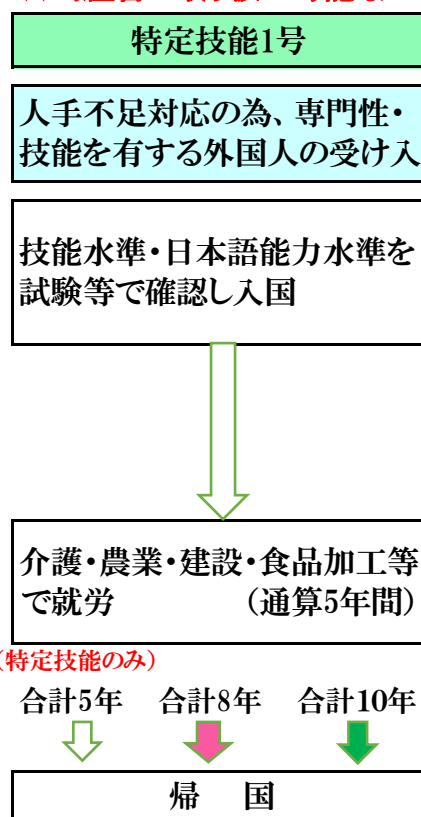 特定技能1号
人手不足対応の為、専門性・
技能を有する外国人の受け入
技能水準・日本語能力水準を
試験等で確認し入国
介護・農業・建設・食品加工等
で就労　　　　（通算5年間）
（特定技能のみ）
合計5年　合計8年　合計10年
帰　国